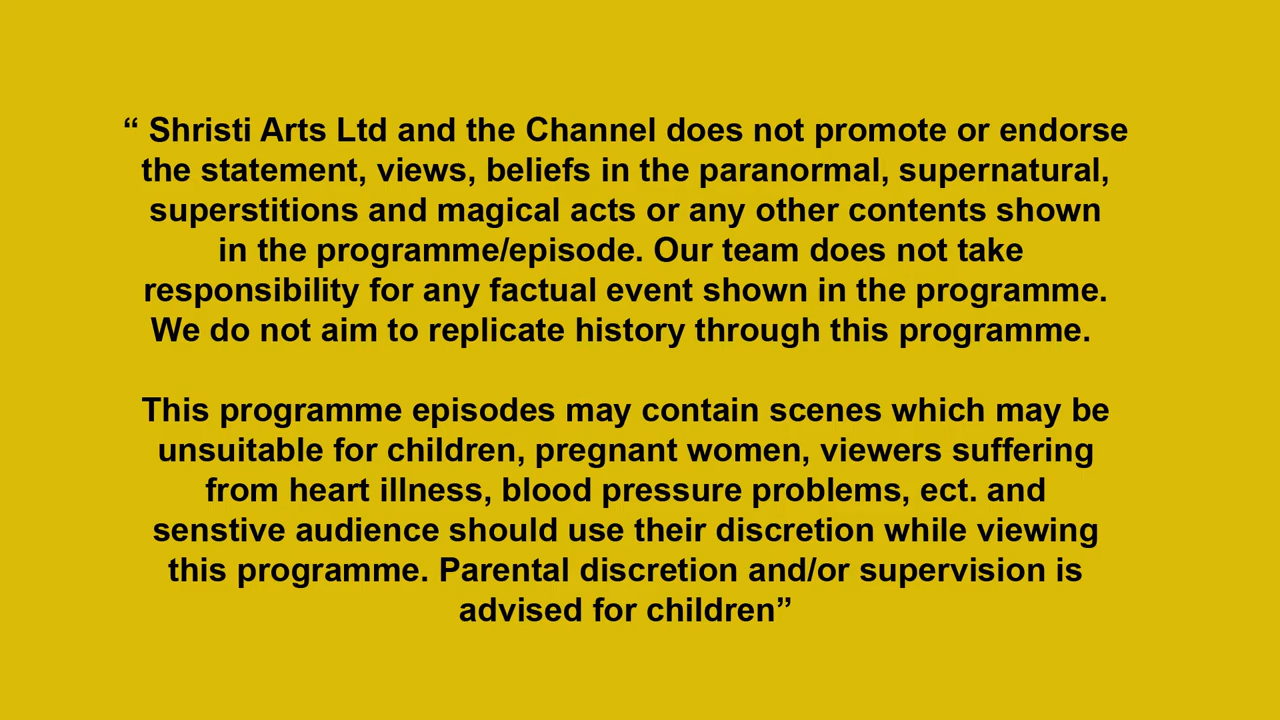 “ Shristi Arts Ltd and the Channel does not promote or endorse
the statement, views, beliefs in the paranormal, supernatural,
superstitions and magical acts or any other contents shown
in the programme/episode. Our team does not take
responsibility for any factual event shown in the programme.
We do not aim to replicate history through this programme.
This programme episodes may contain scenes which may be
unsuitable for children, pregnant women, viewers suffering
from heart illness, blood pressure problems, ect. and
senstive audience should use their discretion while viewing
this programme. Parental discretion and/or supervision is
advised for children”